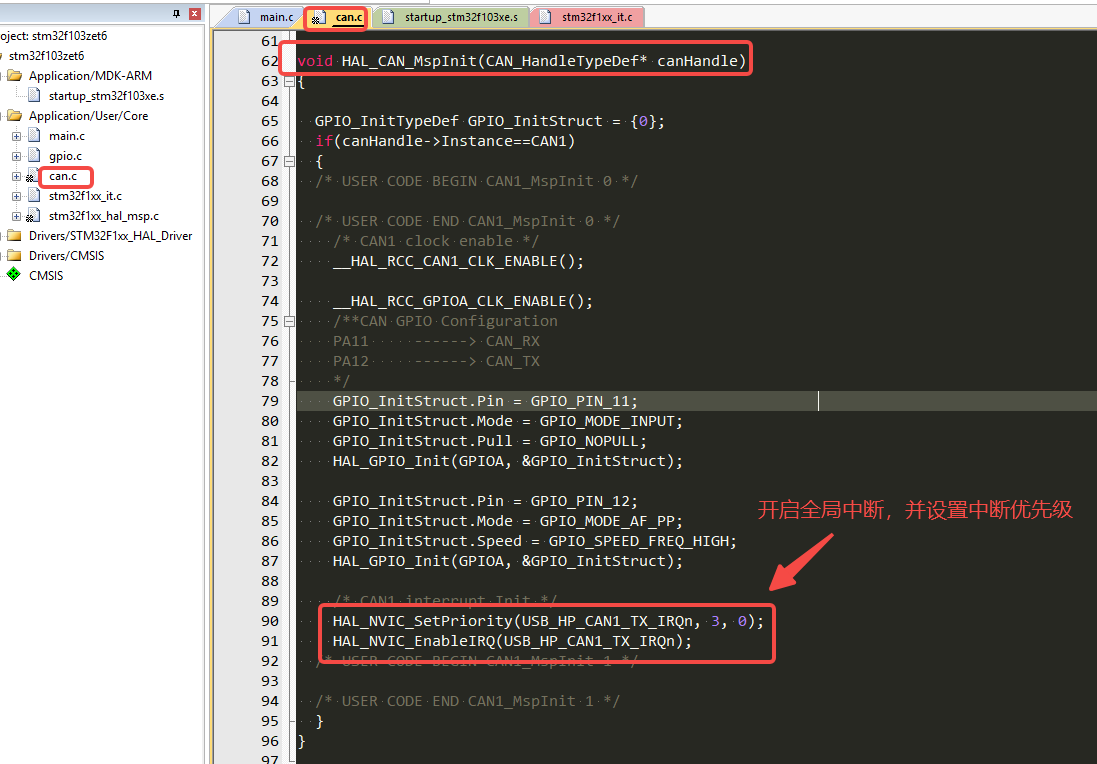 main.c can.c startup_stm32f103xe.s stm32f1xx_it.c
oject: stm32f103zet6
stm32f103zet6
Application/MDK-ARM
startup_stm32f103xe.s
Application/User/Core
main.c
gpio.c
can.c
stm32f1xx_it.c
stm32f1xx_hal_msp.c
Drivers/STM32F1xx_HAL_Driver
Drivers/CMSIS
CMSIS
61
62 void HAL_CAN_MspInit(CAN_HandleTypeDef* canHandle)
63 {
64
65 GPIO_InitTypeDef GPIO_InitStruct = {0};
66 if(canHandle->Instance==CAN1)
67 {
68 /* USER CODE BEGIN CAN1_MspInit 0 */
69
70 /* USER CODE END CAN1_MspInit 0 */
71 /* CAN1 clock enable */
72 __HAL_RCC_CAN1_CLK_ENABLE();
73
74 __HAL_RCC_GPIOA_CLK_ENABLE();
75 /**CAN GPIO Configuration
76 PA11 ------> CAN_RX
77 PA12 ------> CAN_TX
78 */
79 GPIO_InitStruct.Pin = GPIO_PIN_11;
80 GPIO_InitStruct.Mode = GPIO_MODE_INPUT;
81 GPIO_InitStruct.Pull = GPIO_NOPULL;
82 HAL_GPIO_Init(GPIOA, &GPIO_InitStruct);
83
84 GPIO_InitStruct.Pin = GPIO_PIN_12;
85 GPIO_InitStruct.Mode = GPIO_MODE_AF_PP;
86 GPIO_InitStruct.Speed = GPIO_SPEED_FREQ_HIGH;
87 HAL_GPIO_Init(GPIOA, &GPIO_InitStruct);
88
开启全局中断，并设置中断优先级
89 /* CAN1 interrupt Init */
90 HAL_NVIC_SetPriority(USB_HP_CAN1_TX_IRQn, 3, 0);
91 HAL_NVIC_EnableIRQ(USB_HP_CAN1_TX_IRQn);
92 /* USER CODE BEGIN CAN1_MspInit 1 */
93
94 /* USER CODE END CAN1_MspInit 1 */
95 }
96 }
97